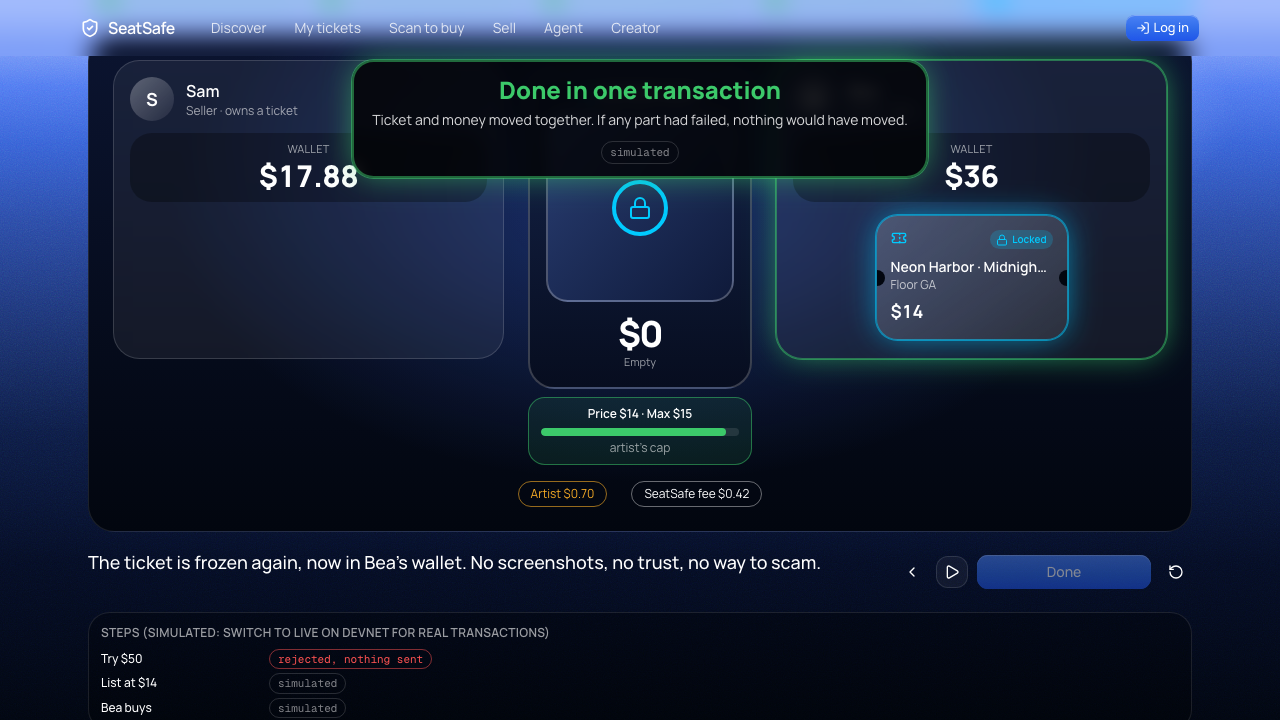 SeatSafe Discover My tickets Scan to buy Sell Agent Creator Log in
S
Sam
Seller · owns a ticket
WALLET
$17.88
Done in one transaction
Ticket and money moved together. If any part had failed, nothing would have moved.
simulated
WALLET
$36
Locked
Neon Harbor · Midnigh...
Floor GA
$14
$0
Empty
Price $14 · Max $15
artist's cap
Artist $0.70 SeatSafe fee $0.42
The ticket is frozen again, now in Bea's wallet. No screenshots, no trust, no way to scam.
Done
STEPS (SIMULATED: SWITCH TO LIVE ON DEVNET FOR REAL TRANSACTIONS)
Try $50 rejected, nothing sent
List at $14 simulated
Bea buys simulated